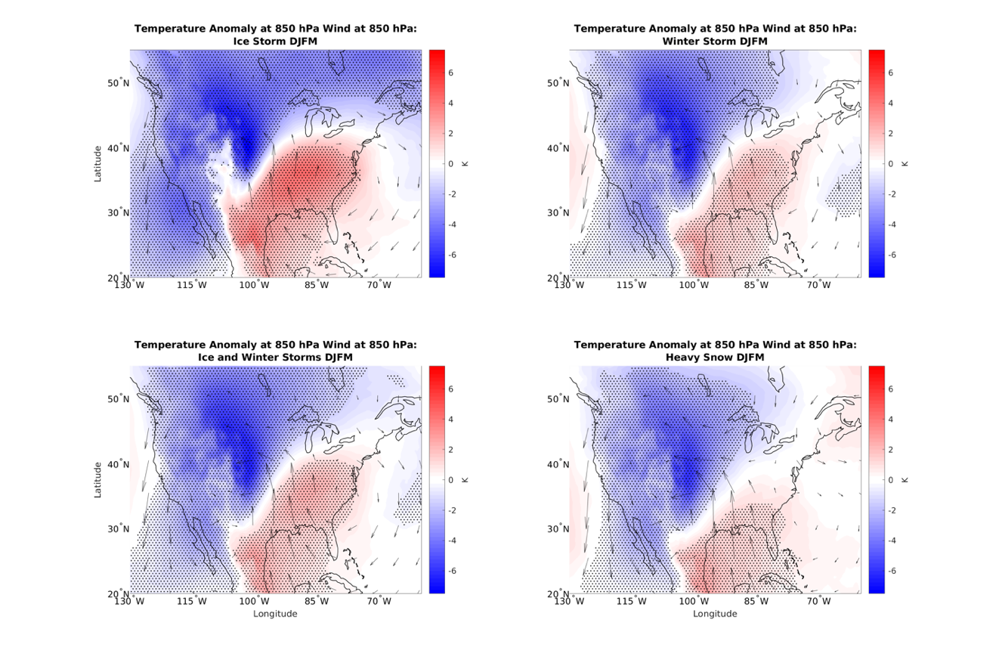 Temperature Anomaly at 850 hPa Wind at 850 hPa:
Ice Storm DJFM
50°N
40°N
30°N
20°N
130°W
115°W
100°W
85°W
70°W
Latitude
6
4
2
0
-2
-4
-6
K
Temperature Anomaly at 850 hPa Wind at 850 hPa:
Winter Storm DJFM
50°N
40°N
30°N
20°N
130°W
115°W
100°W
85°W
70°W
6
4
2
0
-2
-4
-6
K
Temperature Anomaly at 850 hPa Wind at 850 hPa:
Ice and Winter Storms DJFM
50°N
40°N
30°N
20°N
130°W
115°W
100°W
85°W
70°W
Latitude
Longitude
6
4
2
0
-2
-4
-6
K
Temperature Anomaly at 850 hPa Wind at 850 hPa:
Heavy Snow DJFM
50°N
40°N
30°N
20°N
130°W
115°W
100°W
85°W
70°W
Longitude
6
4
2
0
-2
-4
-6
K